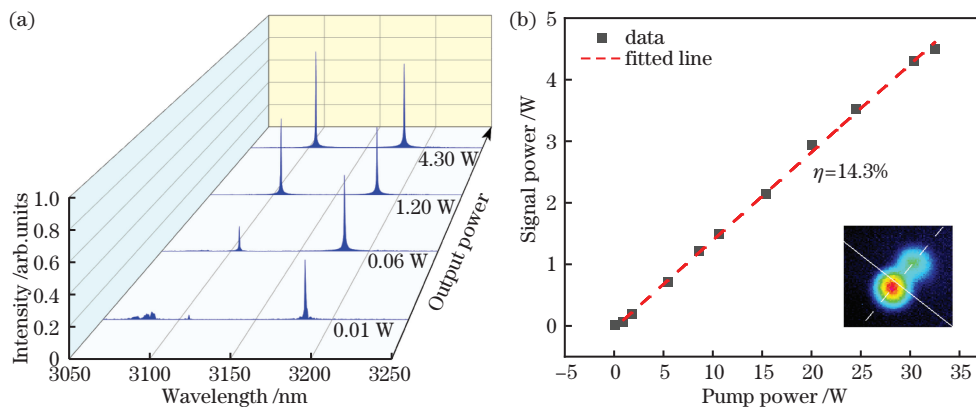 (a)
4.30 W
1.20 W
0.06 W
0.01 W
Output power
Intensity /arb.units
1.0
0.8
0.6
0.4
0.2
0
3050
3100
3150
3200
3250
Wavelength /nm
(b)
data
fitted line
η=14.3%
Signal power /W
5
4
3
2
1
0
−5
0
5
10
15
20
25
30
35
Pump power /W